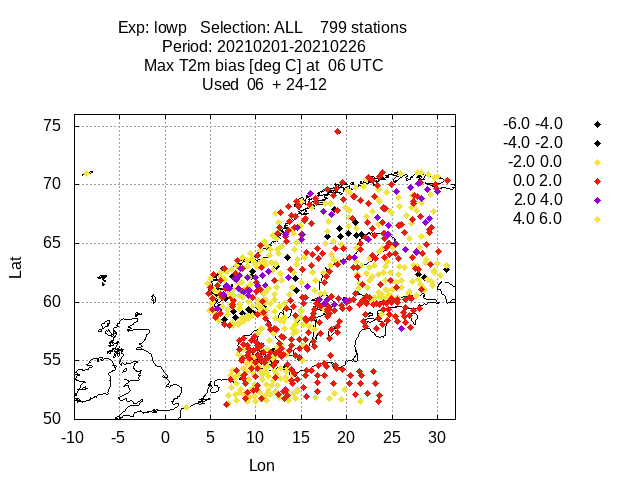 Exp: lowp   Selection: ALL    799 stations
Period: 20210201-20210226
Max T2m bias [deg C] at  06 UTC
Used  06  + 24-12
-6.0 -4.0
-4.0 -2.0
-2.0 0.0
0.0 2.0
2.0 4.0
4.0 6.0
75
70
65
60
55
50
Lat
-10 -5 0 5 10 15 20 25 30
Lon